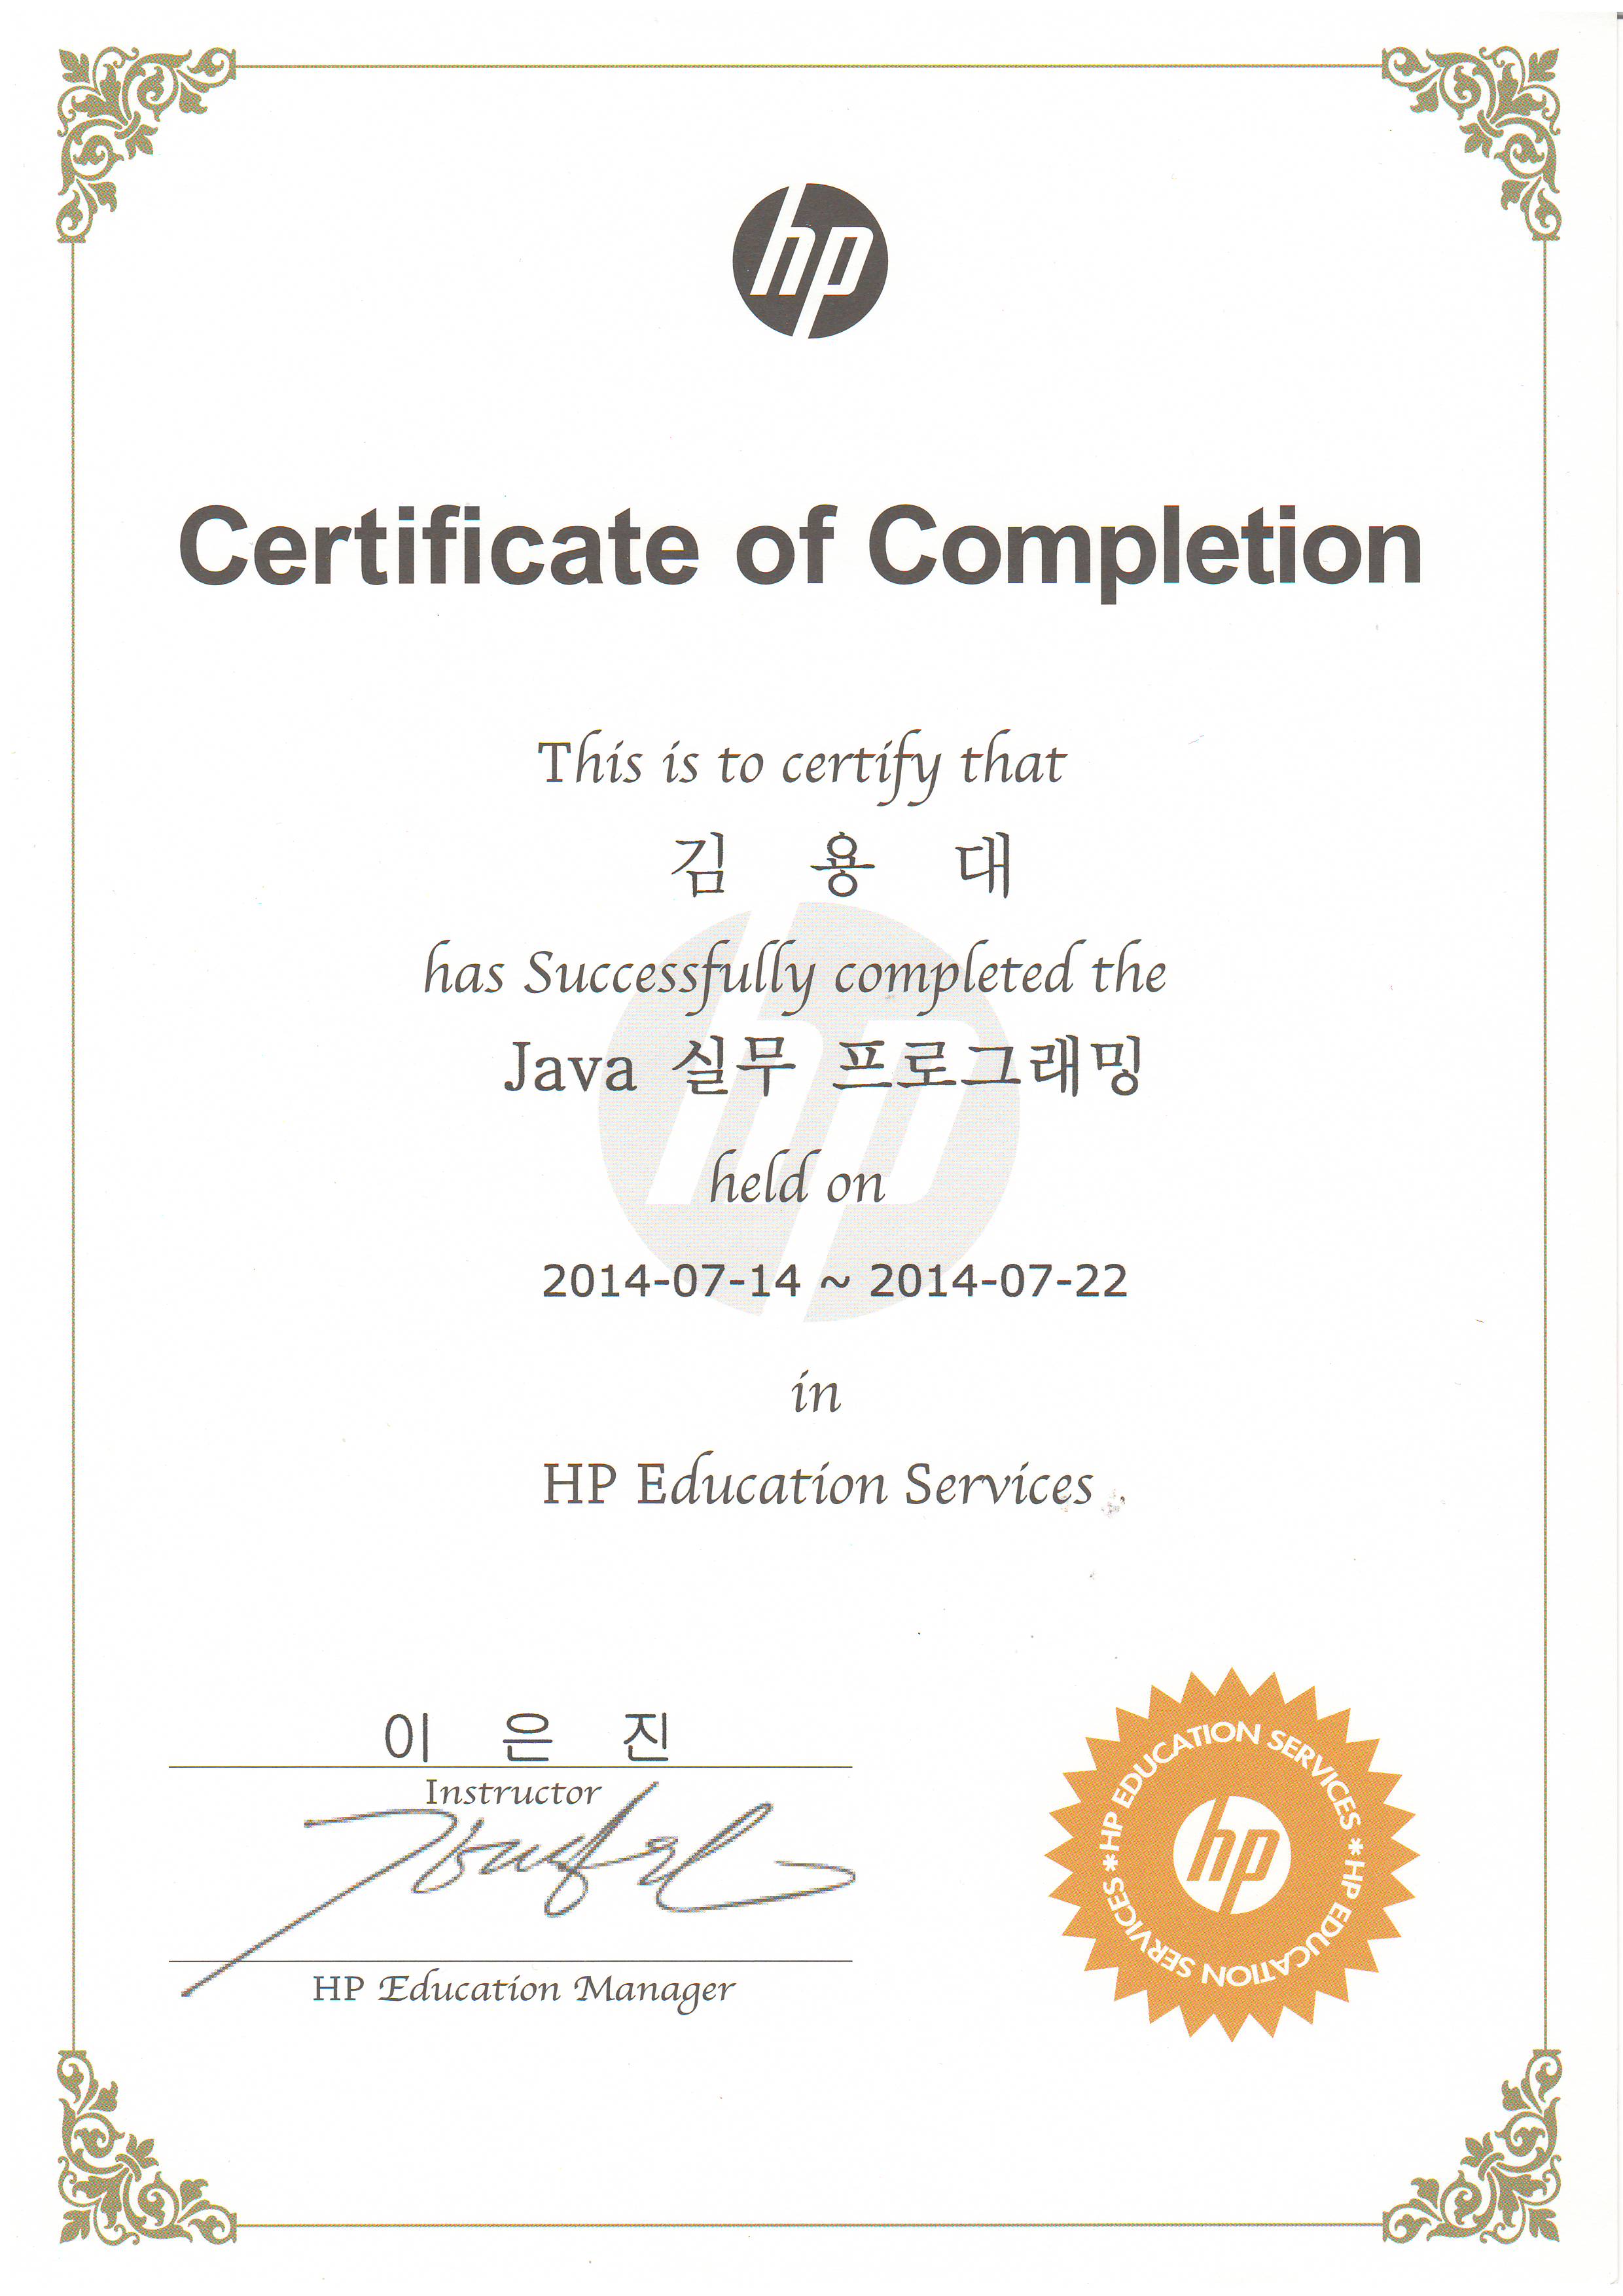 hp
Certificate of Completion
This is to certify that
김 용 대
has Successfully completed the
Java 실무 프로그래밍
held on
2014-07-14 ~ 2014-07-22
in
HP Education Services
이 은 진
Instructor
HP Education Manager
*HP EDUCATION SERVICES*HP EDUCATION SERVICES
hp